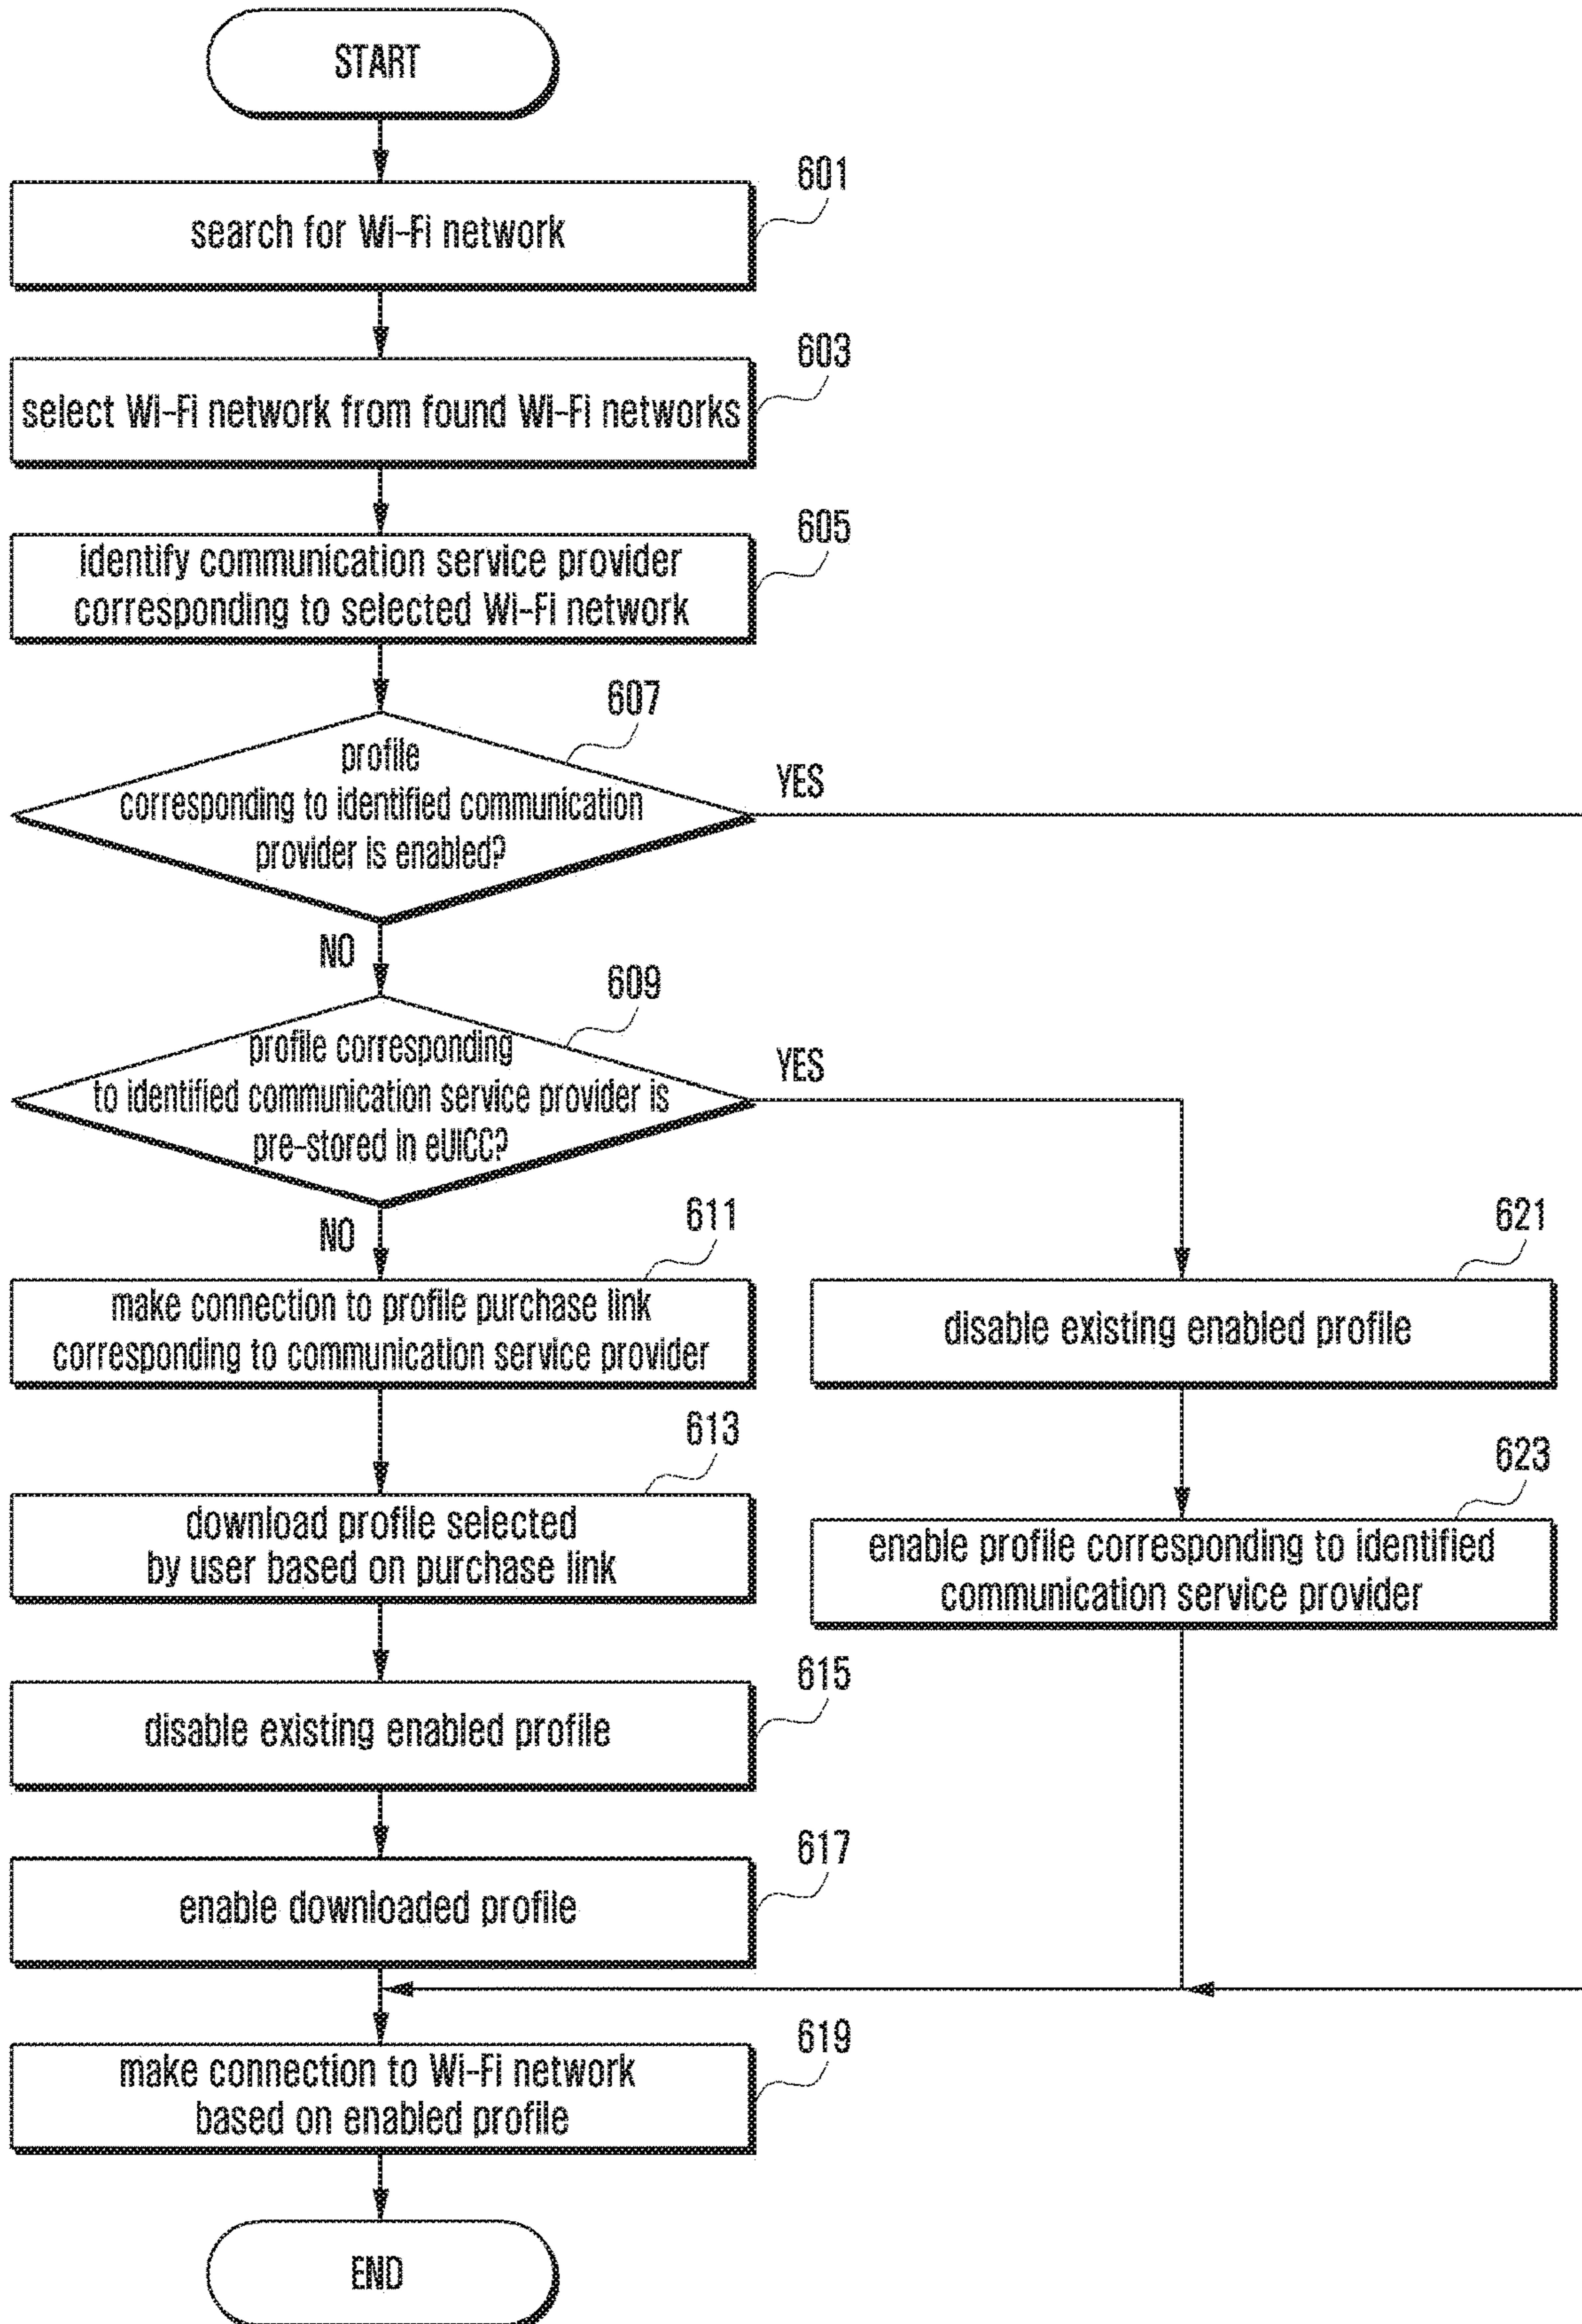 START
601
search for Wi-Fi network
603
select Wi-Fi network from found Wi-Fi networks
605
identify communication service provider
corresponding to selected Wi-Fi network
607
profile
corresponding to identified communication
provider is enabled?
YES
NO
609
profile corresponding
to identified communication service provider is
pre-stored in eUICC?
YES
NO
611
make connection to profile purchase link
corresponding to communication service provider
621
disable existing enabled profile
613
download profile selected
by user based on purchase link
623
enable profile corresponding to identified
communication service provider
615
disable existing enabled profile
617
enable downloaded profile
619
make connection to Wi-Fi network
based on enabled profile
END